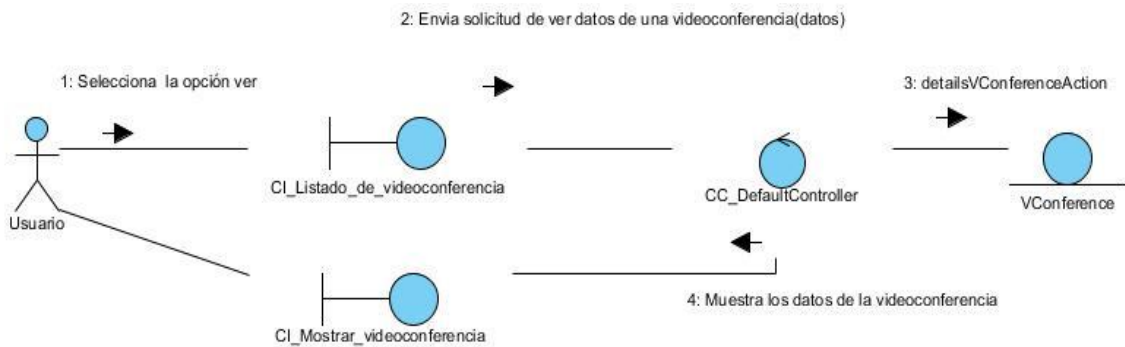 2: Envia solicitud de ver datos de una videoconferencia(datos)
1: Selecciona la opción ver
3: detailsVConferenceAction
CI_Listado_de_videoconferencia
CC_DefaultController
VConference
Usuario
4: Muestra los datos de la videoconferencia
CI_Mostrar_videoconferencia